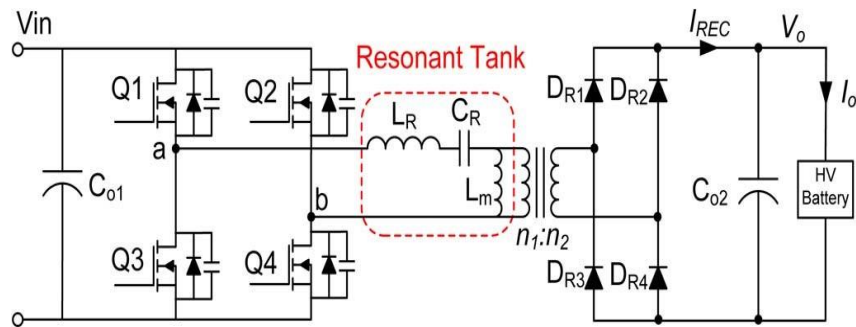 Vin
I_REC
V_o
Resonant Tank
Q1
Q2
D_R1
D_R2
I_o
L_R
C_R
a
C_o1
b
L_m
C_o2
HV
Battery
n_1:n_2
Q3
Q4
D_R3
D_R4